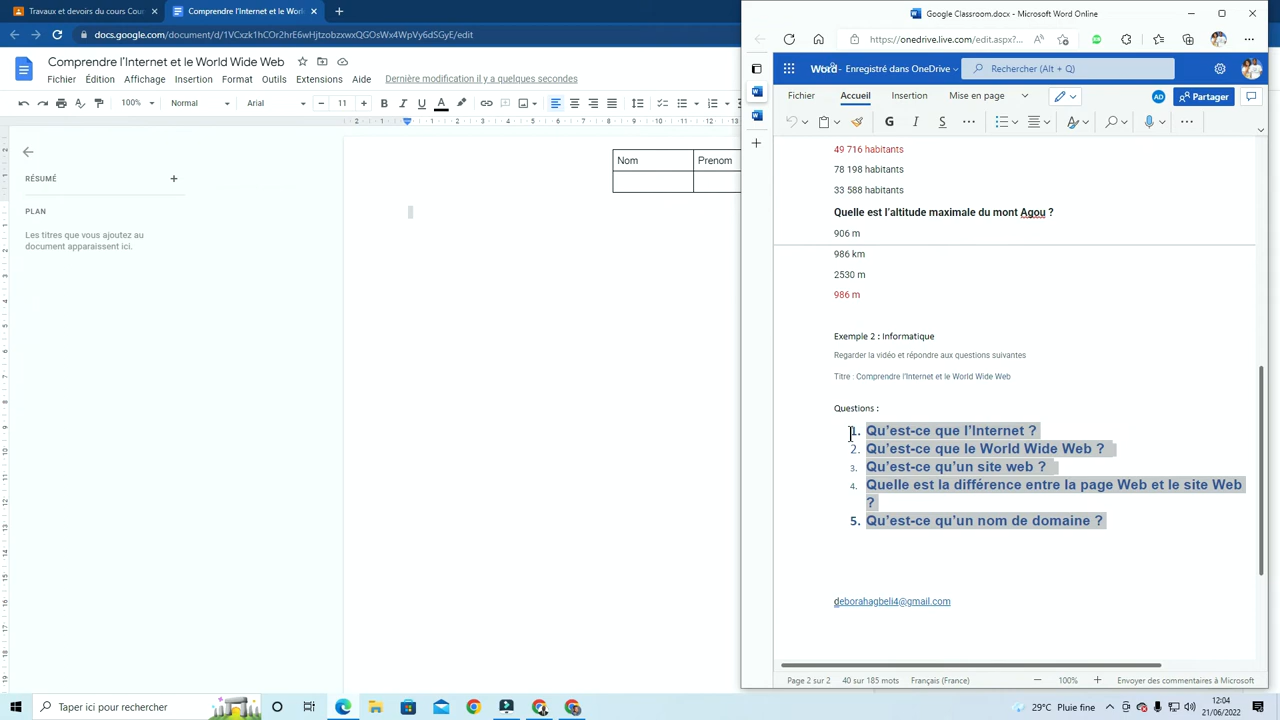 Travaux et devoirs du cours Cour
Comprendre l'Internet et le Worl
docs.google.com/document/d/1VCxzk1hCOr2hrE6wHjtzobzxwxQGOsWx4WpVy6dSGyE/edit
Comprendre l'Internet et le World Wide Web
Fichier Édition Affichage Insertion Format Outils Extensions Aide Dernière modification il y a quelques secondes
100% Normal Arial 11
RÉSUMÉ
PLAN
Les titres que vous ajoutez au
document apparaissent ici.
Nom Prenom
Google Classroom.docx - Microsoft Word Online
https://onedrive.live.com/edit.aspx?...
Word - Enregistré dans OneDrive
Rechercher (Alt + Q)
Fichier Accueil Insertion Mise en page
AD Partager
49 716 habitants
78 198 habitants
33 588 habitants
Quelle est l'altitude maximale du mont Agou ?
906 m
986 km
2530 m
986 m
Exemple 2 : Informatique
Regarder la vidéo et répondre aux questions suivantes
Titre : Comprendre l'Internet et le World Wide Web
Questions :
1. Qu'est-ce que l'Internet ?
2. Qu'est-ce que le World Wide Web ?
3. Qu'est-ce qu'un site web ?
4. Quelle est la différence entre la page Web et le site Web
?
5. Qu'est-ce qu'un nom de domaine ?
deborahagbeli4@gmail.com
Page 2 sur 2 40 sur 185 mots Français (France) 100% Envoyer des commentaires à Microsoft
Taper ici pour rechercher
29°C Pluie fine
12:04
21/06/2022